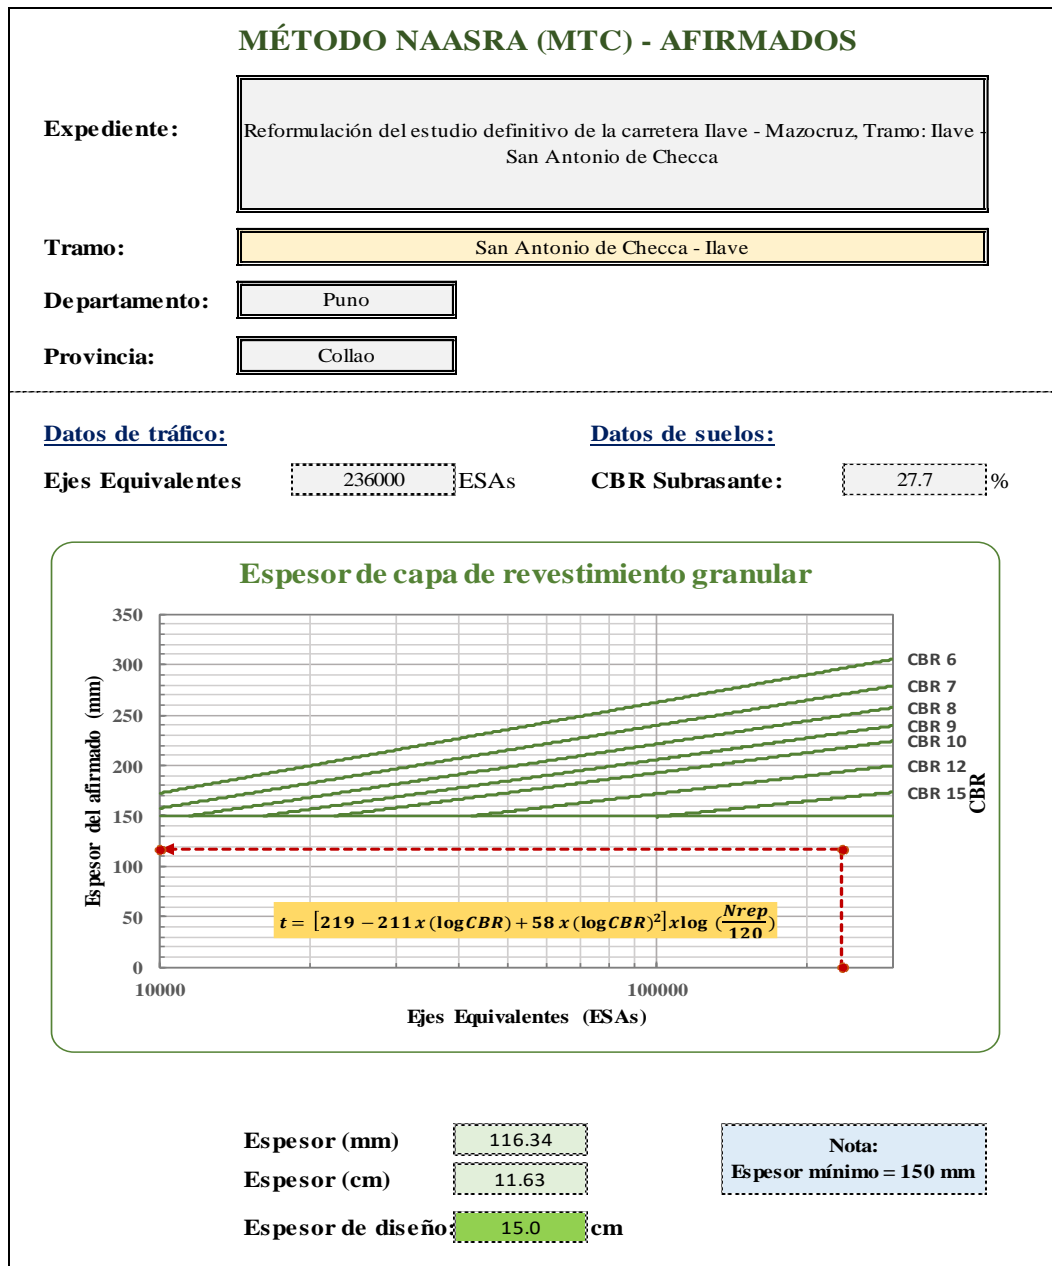 MÉTODO NAASRA (MTC) - AFIRMADOS
Expediente:
Reformulación del estudio definitivo de la carretera Ilave - Mazocruz, Tramo: Ilave -
San Antonio de Checca
Tramo:
San Antonio de Checca - Ilave
Departamento:
Puno
Provincia:
Collao
Datos de tráfico:
Datos de suelos:
Ejes Equivalentes
236000
ESAs
CBR Subrasante:
27.7
%
Espesor de capa de revestimiento granular
Espesor del afirmado (mm)
350
300
250
200
150
100
50
0
CBR 6
CBR 7
CBR 8
CBR 9
CBR 10
CBR 12
CBR 15
CBR
t = [219 − 211 x (log CBR) + 58 x (log CBR)²] x log (Nrep/120)
10000
100000
Ejes Equivalentes (ESAs)
Espesor (mm)
116.34
Espesor (cm)
11.63
Espesor de diseño:
15.0
cm
Nota:
Espesor mínimo = 150 mm